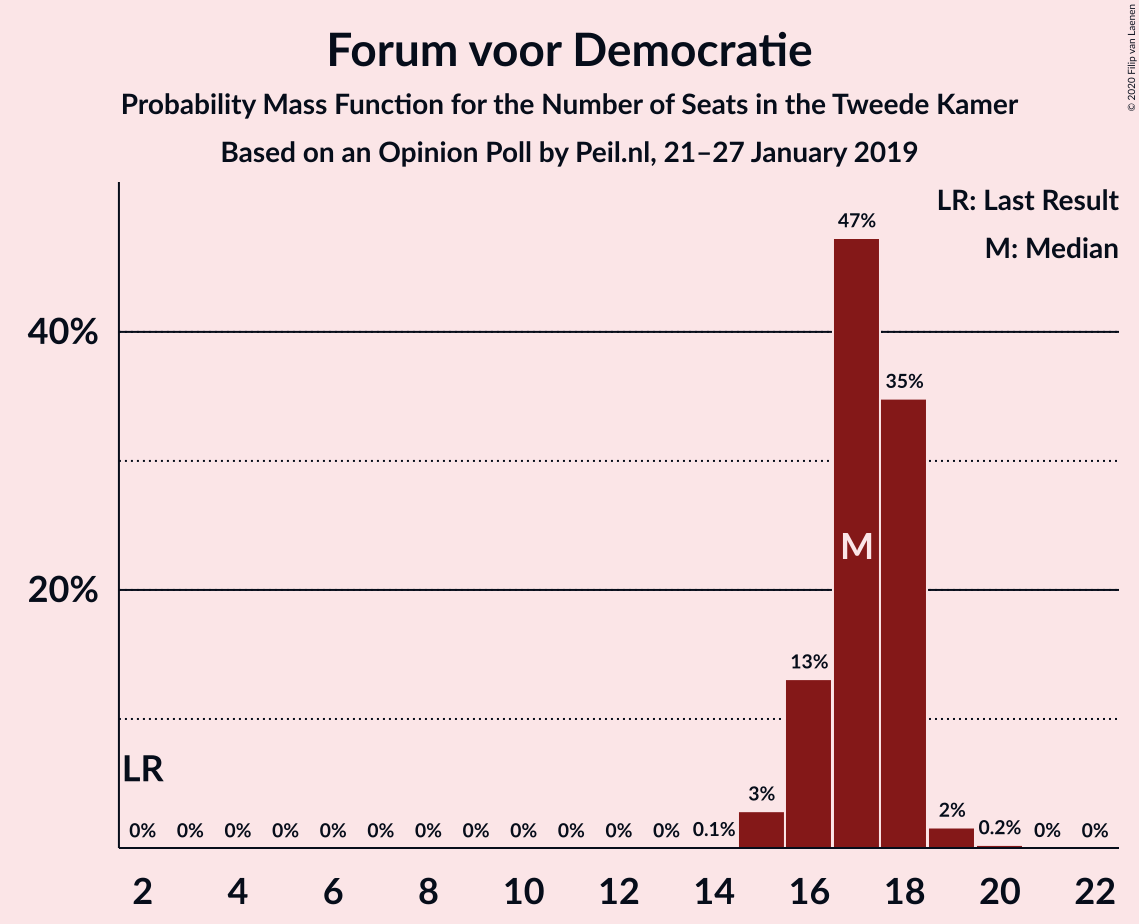 Forum voor Democratie
Probability Mass Function for the Number of Seats in the Tweede Kamer
Based on an Opinion Poll by Peil.nl, 21–27 January 2019
© 2020 Filip van Laenen
LR: Last Result
M: Median
47%
40%
35%
M
20%
13%
LR
3%
2%
0% 0% 0% 0% 0% 0% 0% 0% 0% 0% 0% 0% 0.1% 0.2% 0% 0%
2 4 6 8 10 12 14 16 18 20 22